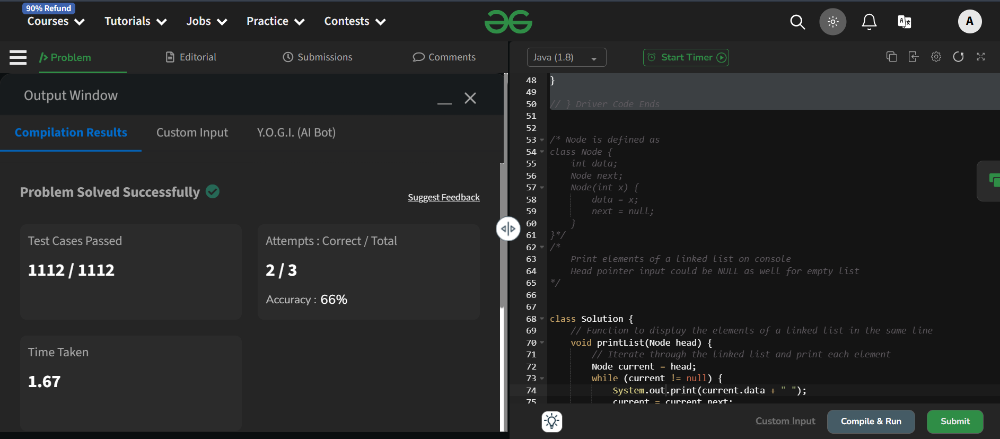 90% Refund
Courses Tutorials Jobs Practice Contests
A
Problem Editorial Submissions Comments
Output Window
Compilation Results Custom Input Y.O.G.I. (AI Bot)
Problem Solved Successfully
Suggest Feedback
Test Cases Passed
1112 / 1112
Attempts : Correct / Total
2 / 3
Accuracy : 66%
Time Taken
1.67
Java (1.8) Start Timer
48 }
49
50 // } Driver Code Ends
51
52
53 /* Node is defined as
54 class Node {
55 int data;
56 Node next;
57 Node(int x) {
58 data = x;
59 next = null;
60 }
61 }*/
62 /*
63 Print elements of a linked list on console
64 Head pointer input could be NULL as well for empty list
65 */
66
67
68 class Solution {
69 // Function to display the elements of a linked list in the same line
70 void printList(Node head) {
71 // Iterate through the linked list and print each element
72 Node current = head;
73 while (current != null) {
74 System.out.print(current.data + " ");
75 current = current.next;
Custom Input Compile & Run Submit